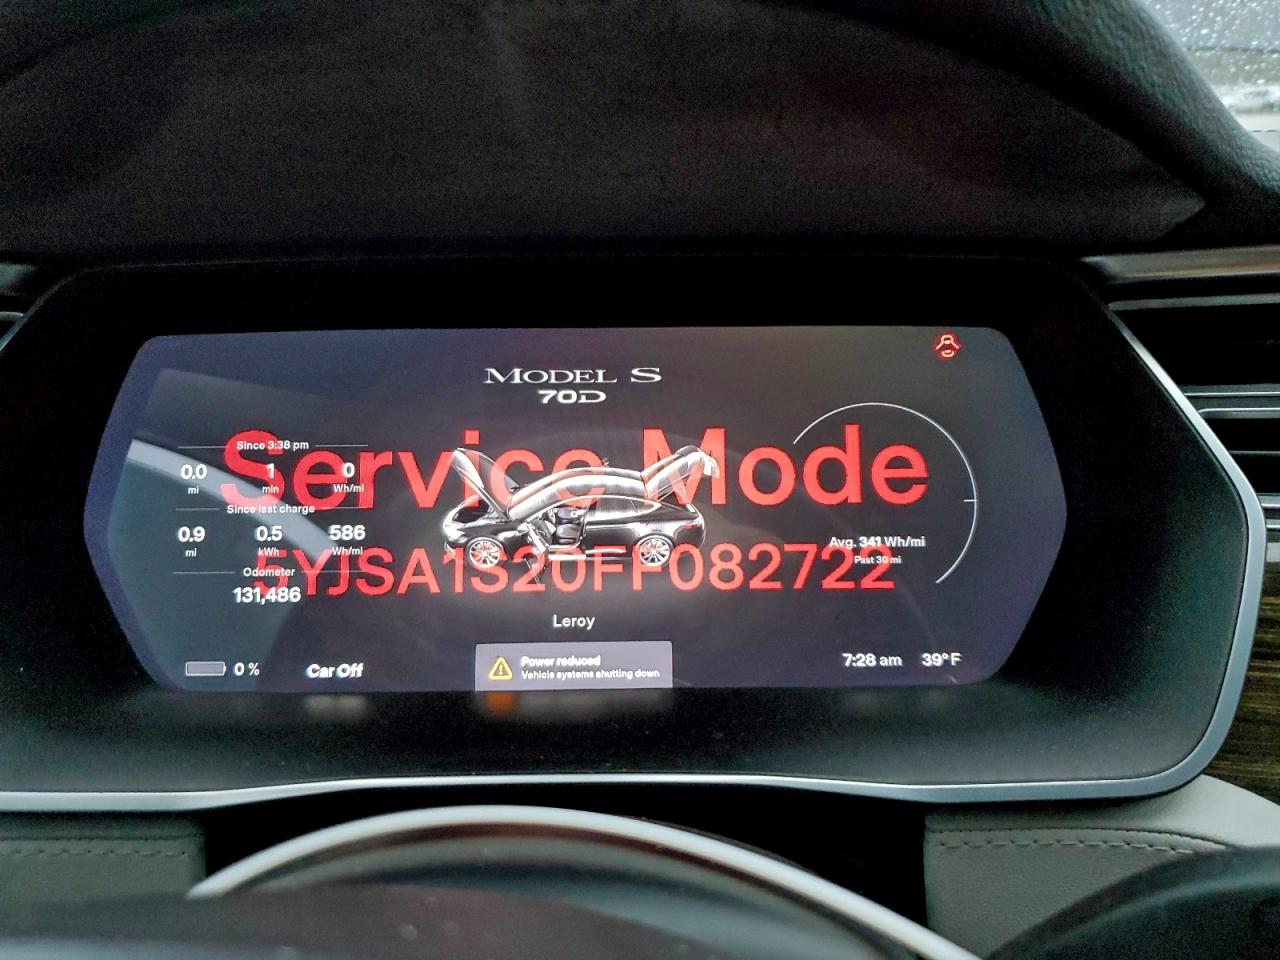 MODEL S
70D
Service Mode
Since 3:38 pm
0.0 1 0
mi min Wh/mi
Since last charge
0.9 0.5 586
mi kWh Wh/mi
Odometer
131,486
5YJSA1S20FF082722
Avg. 341 Wh/mi
Past 30 mi
Leroy
0 % Car Off
Power reduced
Vehicle systems shutting down
7:28 am 39°F